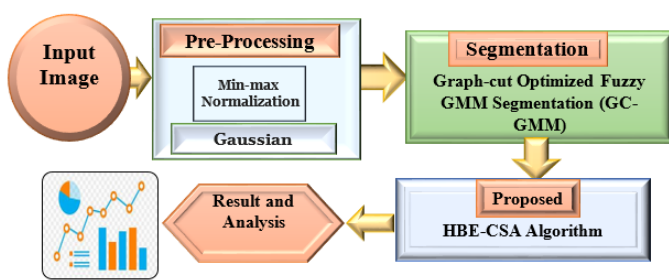 Input
Image
Pre-Processing
Min-max
Normalization
Gaussian
Segmentation
Graph-cut Optimized Fuzzy
GMM Segmentation (GC-
GMM)
Proposed
HBE-CSA Algorithm
Result and
Analysis